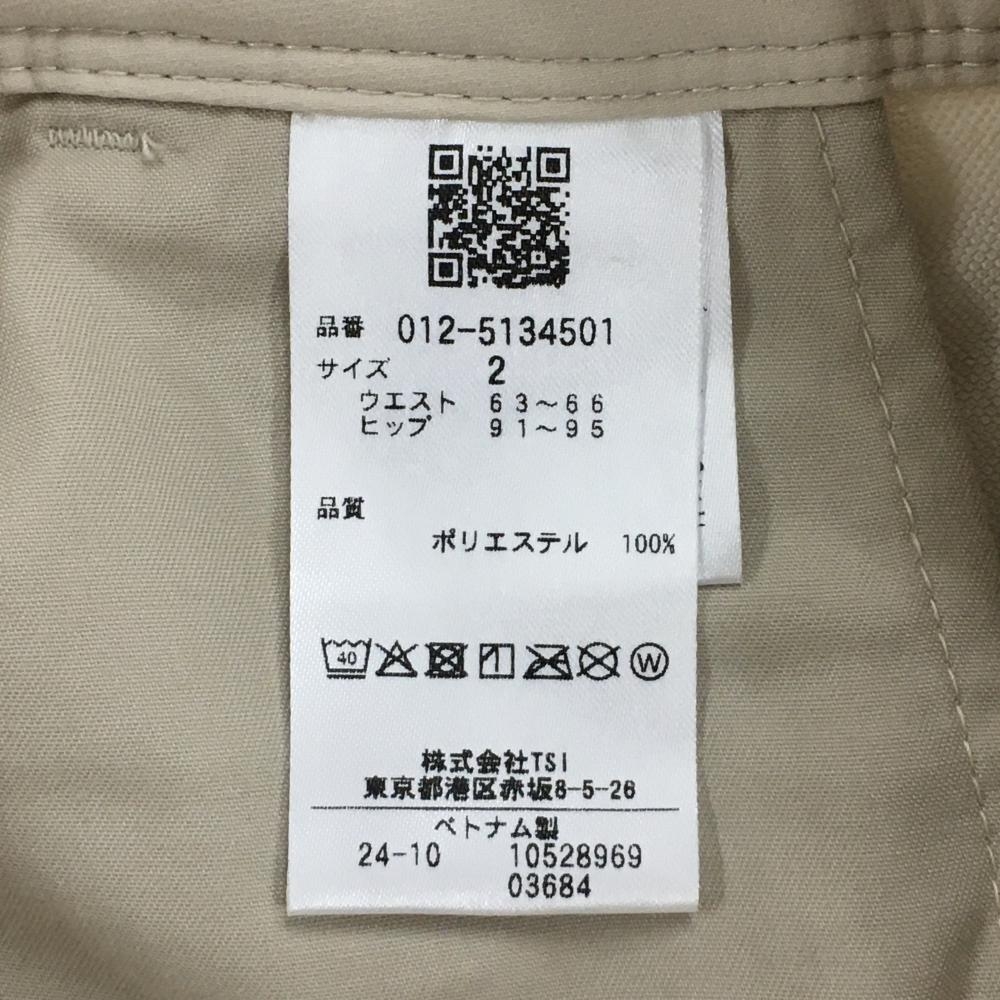 品番 012-5134501
サイズ 2
ウエスト 63～66
ヒップ 91～95
品質
ポリエステル 100%
40
W
株式会社TSI
東京都港区赤坂8-5-26
ベトナム製
24-10 10528969
03684